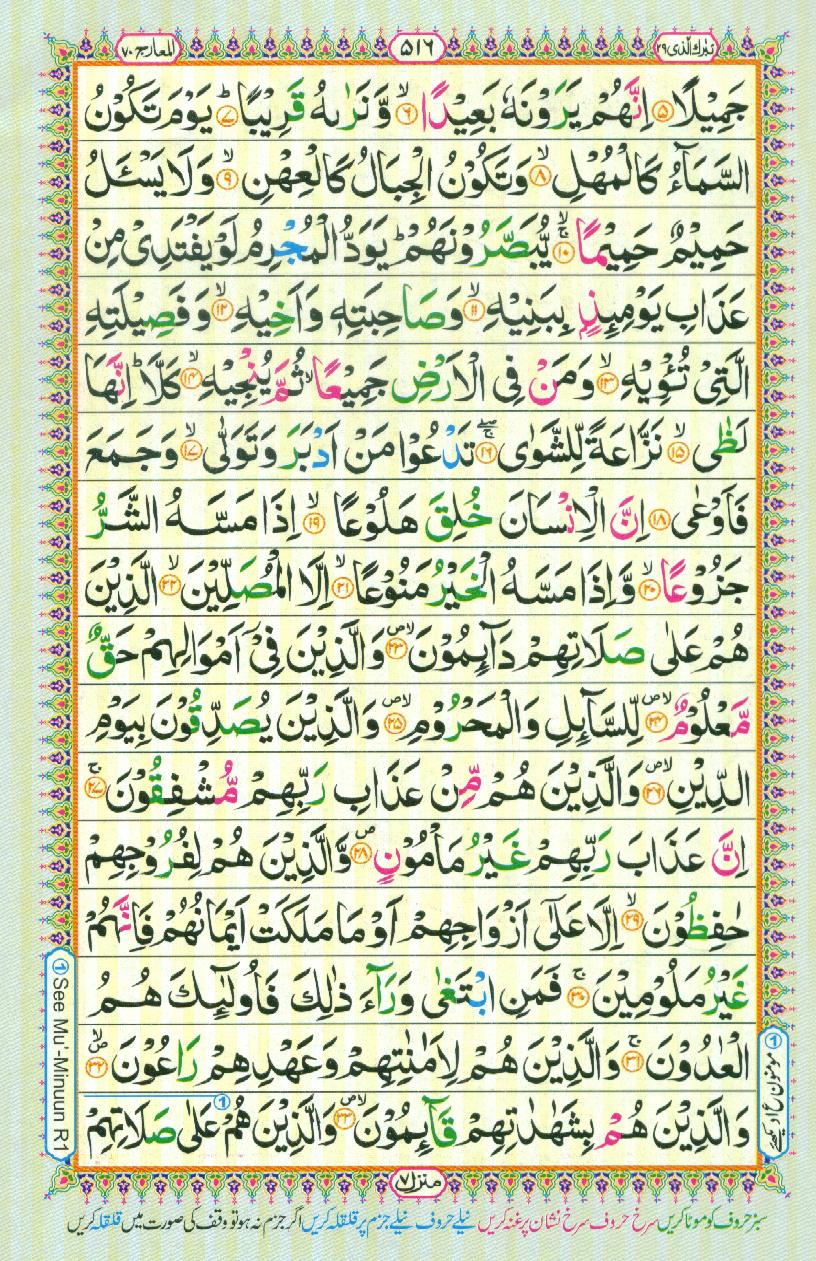 تبٰرك الذى ٢٩
٥١٦
المعارج ٧٠
جَمِيْلًا ۝٥ اِنَّهُمْ يَرَوْنَهٗ بَعِيْدًا ۙ۝٦ وَّنَرٰىهُ قَرِيْبًا ؕ۝٧ يَوْمَ تَكُوْنُ
السَّمَآءُ كَالْمُهْلِ ۙ۝٨ وَتَكُوْنُ الْجِبَالُ كَالْعِهْنِ ۙ۝٩ وَلَا يَسْـَٔلُ
حَمِيْمٌ حَمِيْمًا ۚۖ۝١٠ يُّبَصَّرُوْنَهُمْ ؕ يَوَدُّ الْمُجْرِمُ لَوْ يَفْتَدِىْ مِنْ
عَذَابِ يَوْمِئِذٍۢ بِبَنِيْهِ ۙ۝١١ وَصَاحِبَتِهٖ وَاَخِيْهِ ۙ۝١٢ وَفَصِيْلَتِهِ
الَّتِىْ تُـْٔوِيْهِ ۙ۝١٣ وَمَنْ فِى الْاَرْضِ جَمِيْعًا ۙ ثُمَّ يُنْجِيْهِ ۙ۝١٤ كَلَّا ؕ اِنَّهَا
لَظٰى ۙ۝١٥ نَزَّاعَةً لِّلشَّوٰى ۚۖ۝١٦ تَدْعُوْا مَنْ اَدْبَرَ وَتَوَلّٰى ۙ۝١٧ وَجَمَعَ
فَاَوْعٰى ۝١٨ اِنَّ الْاِنْسَانَ خُلِقَ هَلُوْعًا ۙ۝١٩ اِذَا مَسَّهُ الشَّرُّ
جَزُوْعًا ۙ۝٢٠ وَّاِذَا مَسَّهُ الْخَيْرُ مَنُوْعًا ۙ۝٢١ اِلَّا الْمُصَلِّيْنَ ۙ۝٢٢ الَّذِيْنَ
هُمْ عَلٰى صَلَاتِهِمْ دَآئِمُوْنَ ۙ۝٢٣ وَالَّذِيْنَ فِىْٓ اَمْوَالِهِمْ حَقٌّ
مَّعْلُوْمٌ ۙ۝٢٤ لِّلسَّآئِلِ وَالْمَحْرُوْمِ ۙ۝٢٥ وَالَّذِيْنَ يُصَدِّقُوْنَ بِيَوْمِ
الدِّيْنِ ۙ۝٢٦ وَالَّذِيْنَ هُمْ مِّنْ عَذَابِ رَبِّهِمْ مُّشْفِقُوْنَ ۚ۝٢٧
اِنَّ عَذَابَ رَبِّهِمْ غَيْرُ مَاْمُوْنٍ ۝٢٨ وَّالَّذِيْنَ هُمْ لِفُرُوْجِهِمْ
حٰفِظُوْنَ ۙ۝٢٩ اِلَّا عَلٰٓى اَزْوَاجِهِمْ اَوْ مَا مَلَكَتْ اَيْمَانُهُمْ فَاِنَّهُمْ
غَيْرُ مَلُوْمِيْنَ ۚ۝٣٠ فَمَنِ ابْتَغٰى وَرَآءَ ذٰلِكَ فَاُولٰٓئِكَ هُمُ
الْعٰدُوْنَ ۚ۝٣١ وَالَّذِيْنَ هُمْ لِاَمٰنٰتِهِمْ وَعَهْدِهِمْ رَاعُوْنَ ۙ۝٣٢
وَالَّذِيْنَ هُمْ بِشَهٰدٰتِهِمْ قَآئِمُوْنَ ۙ۝٣٣ وَالَّذِيْنَ هُمْ عَلٰى صَلَاتِهِمْ
① See Mu'-Minuun R1
① مومنون ع ١ دیکھیے
منزل ٧
سبز حروف کو موٹا کریں سرخ حروف سرخ نشان پر غنہ کریں نیلے حروف نیلے جزم پر قلقلہ کریں اگر جزم نہ ہو تو وقف کی صورت میں قلقلہ کریں